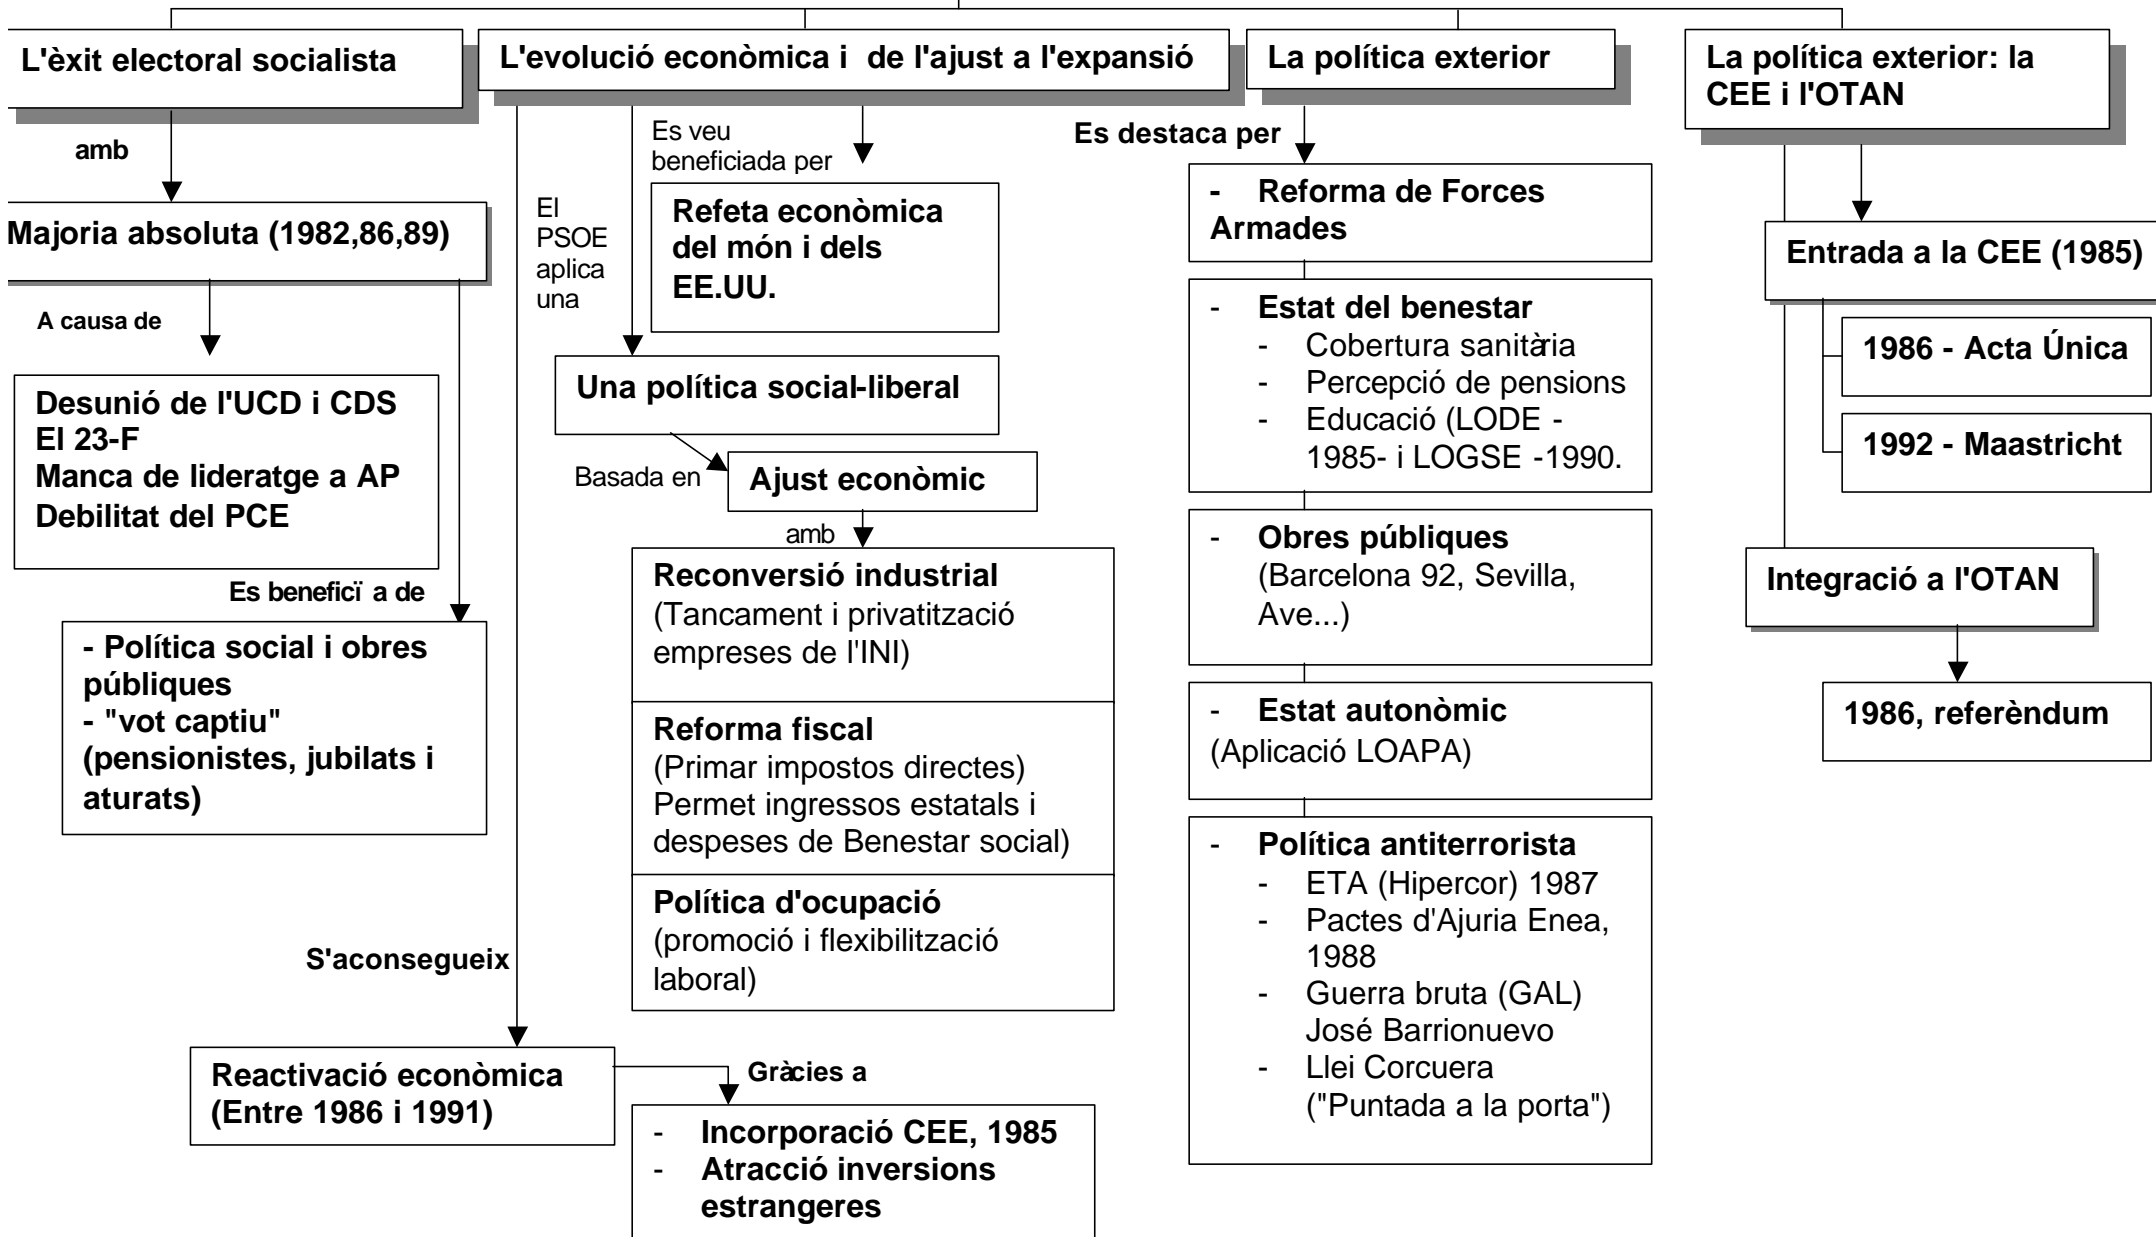 L'èxit electoral socialista
amb
Majoria absoluta (1982,86,89)
A causa de
Desunió de l'UCD i CDS
El 23-F
Manca de lideratge a AP
Debilitat del PCE
Es beneficï a de
- Política social i obres
públiques
- "vot captiu"
(pensionistes, jubilats i
aturats)
L'evolució econòmica i  de l'ajust a l'expansió
Es veu
beneficiada per
Refeta econòmica
del món i dels
EE.UU.
El
PSOE
aplica
una
Una política social-liberal
Basada en
Ajust econòmic
amb
Reconversió industrial
(Tancament i privatització
empreses de l'INI)
Reforma fiscal
(Primar impostos directes)
Permet ingressos estatals i
despeses de Benestar social)
Política d'ocupació
(promoció i flexibilització
laboral)
S'aconsegueix
Reactivació econòmica
(Entre 1986 i 1991)
Gràcies a
- Incorporació CEE, 1985
- Atracció inversions
estrangeres
La política exterior
Es destaca per
- Reforma de Forces
Armades
- Estat del benestar
- Cobertura sanitària
- Percepció de pensions
- Educació (LODE -
1985- i LOGSE -1990.
- Obres públiques
(Barcelona 92, Sevilla,
Ave...)
- Estat autonòmic
(Aplicació LOAPA)
- Política antiterrorista
- ETA (Hipercor) 1987
- Pactes d'Ajuria Enea,
1988
- Guerra bruta (GAL)
José Barrionuevo
- Llei Corcuera
("Puntada a la porta")
La política exterior: la
CEE i l'OTAN
Entrada a la CEE (1985)
1986 - Acta Única
1992 - Maastricht
Integració a l'OTAN
1986, referèndum